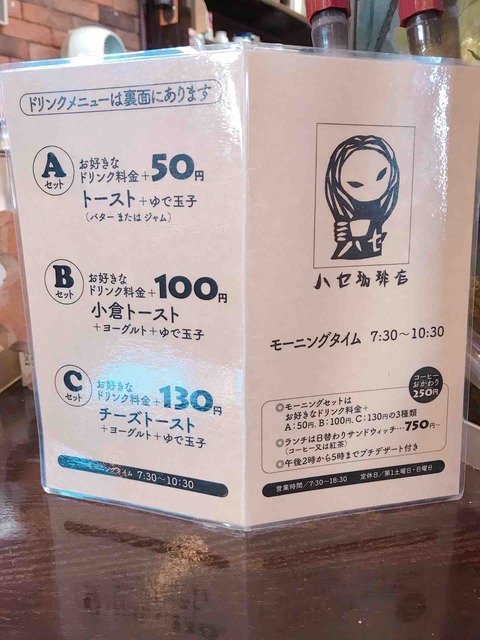 ドリンクメニューは裏面にあります
A
セット
お好きな
ドリンク料金+50円
トースト+ゆで玉子
(バター または ジャム)
B
セット
お好きな
ドリンク料金+100円
小倉トースト
+ヨーグルト+ゆで玉子
C
セット
お好きな
ドリンク料金+130円
チーズトースト
+ヨーグルト+ゆで玉子
モーニングタイム 7:30~10:30
ハセ
ハセ珈琲店
モーニングタイム 7:30~10:30
コーヒー
おかわり
250円
◎モーニングセットは
お好きなドリンク料金+
A:50円、B:100円、C:130円の3種類
◎ランチは日替わりサンドウィッチ…750円~
(コーヒー又は紅茶)
◎午後2時から5時までプチデザート付き
営業時間/7:30~18:30 定休日/第1土曜日・日曜日